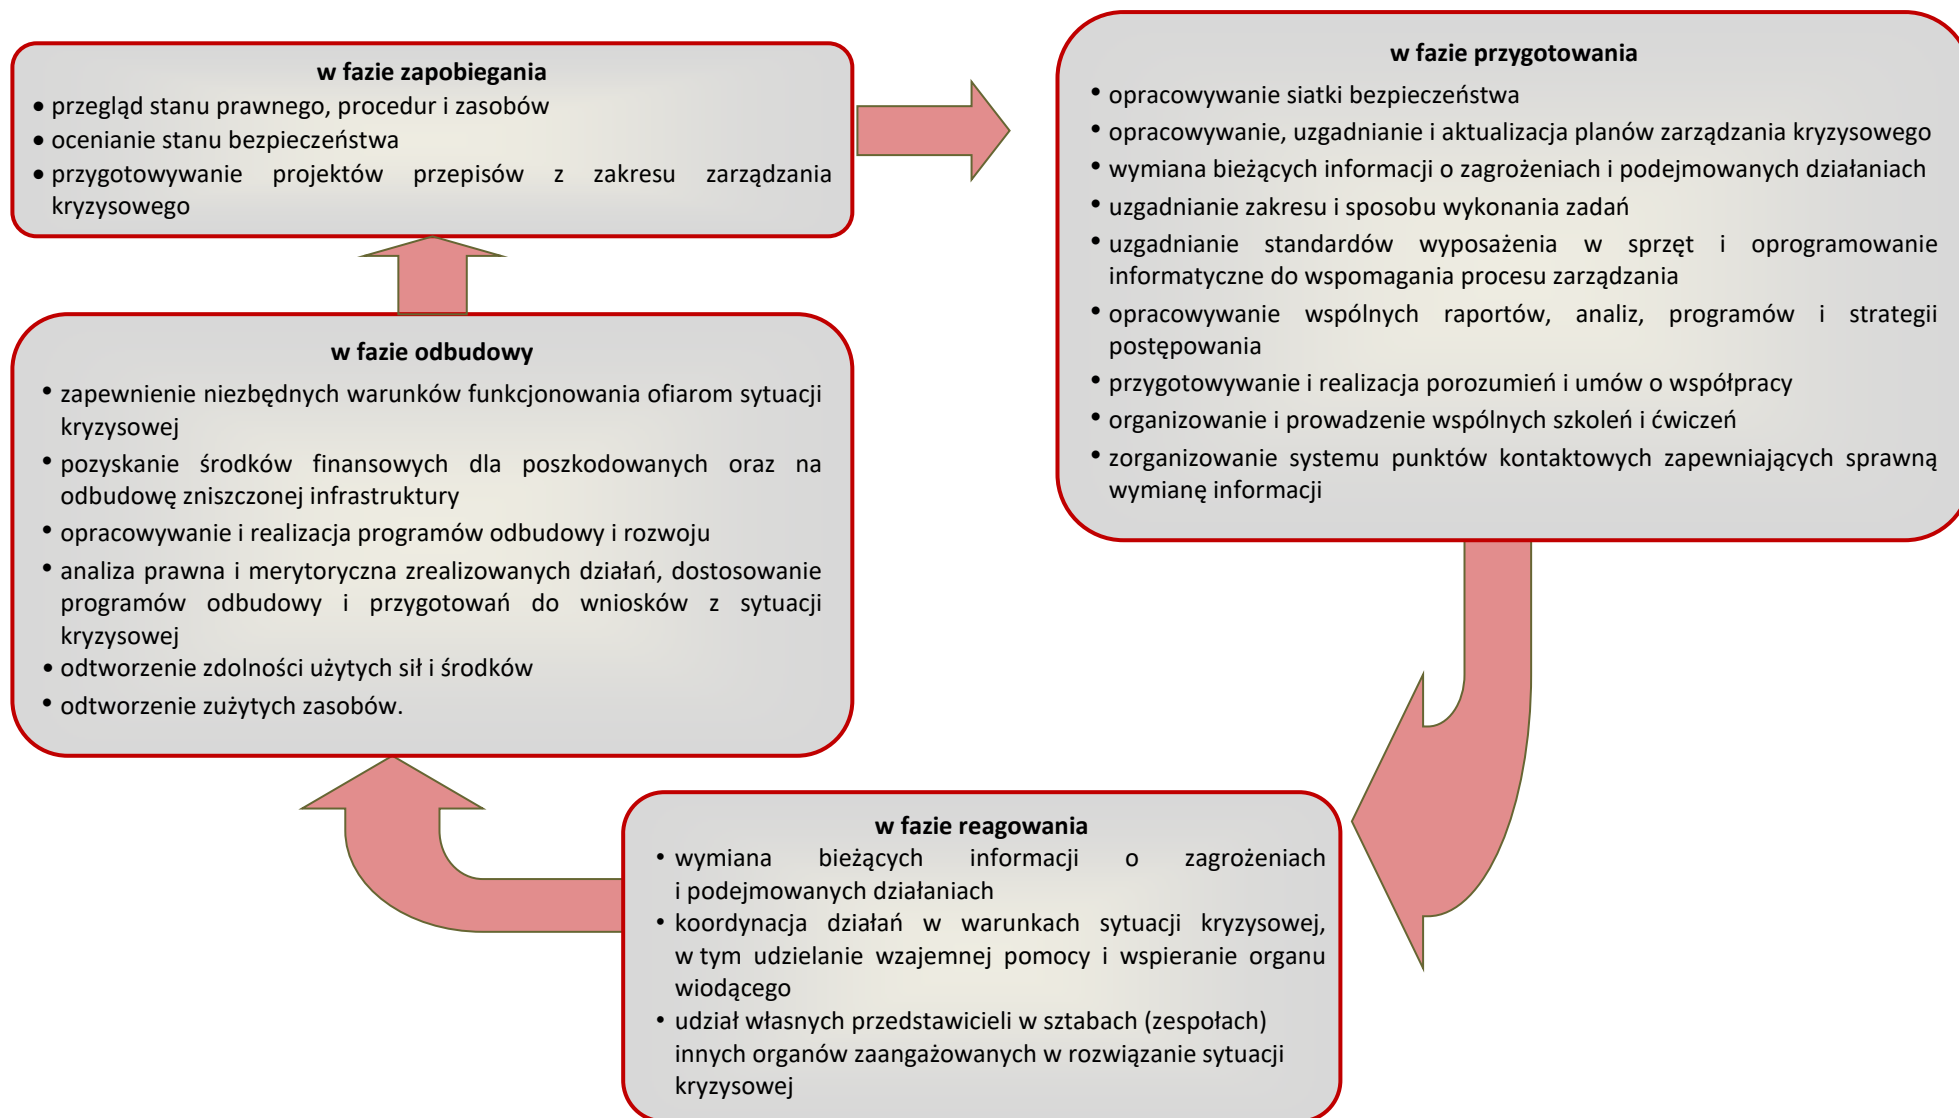 w fazie zapobiegania
• przegląd stanu prawnego, procedur i zasobów
• ocenianie stanu bezpieczeństwa
• przygotowywanie projektów przepisów z zakresu zarządzania
kryzysowego
w fazie przygotowania
• opracowywanie siatki bezpieczeństwa
• opracowywanie, uzgadnianie i aktualizacja planów zarządzania kryzysowego
• wymiana bieżących informacji o zagrożeniach i podejmowanych działaniach
• uzgadnianie zakresu i sposobu wykonania zadań
• uzgadnianie standardów wyposażenia w sprzęt i oprogramowanie
informatyczne do wspomagania procesu zarządzania
• opracowywanie wspólnych raportów, analiz, programów i strategii
postępowania
• przygotowywanie i realizacja porozumień i umów o współpracy
• organizowanie i prowadzenie wspólnych szkoleń i ćwiczeń
• zorganizowanie systemu punktów kontaktowych zapewniających sprawną
wymianę informacji
w fazie reagowania
• wymiana bieżących informacji o zagrożeniach
i podejmowanych działaniach
• koordynacja działań w warunkach sytuacji kryzysowej,
w tym udzielanie wzajemnej pomocy i wspieranie organu
wiodącego
• udział własnych przedstawicieli w sztabach (zespołach)
innych organów zaangażowanych w rozwiązanie sytuacji
kryzysowej
w fazie odbudowy
• zapewnienie niezbędnych warunków funkcjonowania ofiarom sytuacji
kryzysowej
• pozyskanie środków finansowych dla poszkodowanych oraz na
odbudowę zniszczonej infrastruktury
• opracowywanie i realizacja programów odbudowy i rozwoju
• analiza prawna i merytoryczna zrealizowanych działań, dostosowanie
programów odbudowy i przygotowań do wniosków z sytuacji
kryzysowej
• odtworzenie zdolności użytych sił i środków
• odtworzenie zużytych zasobów.